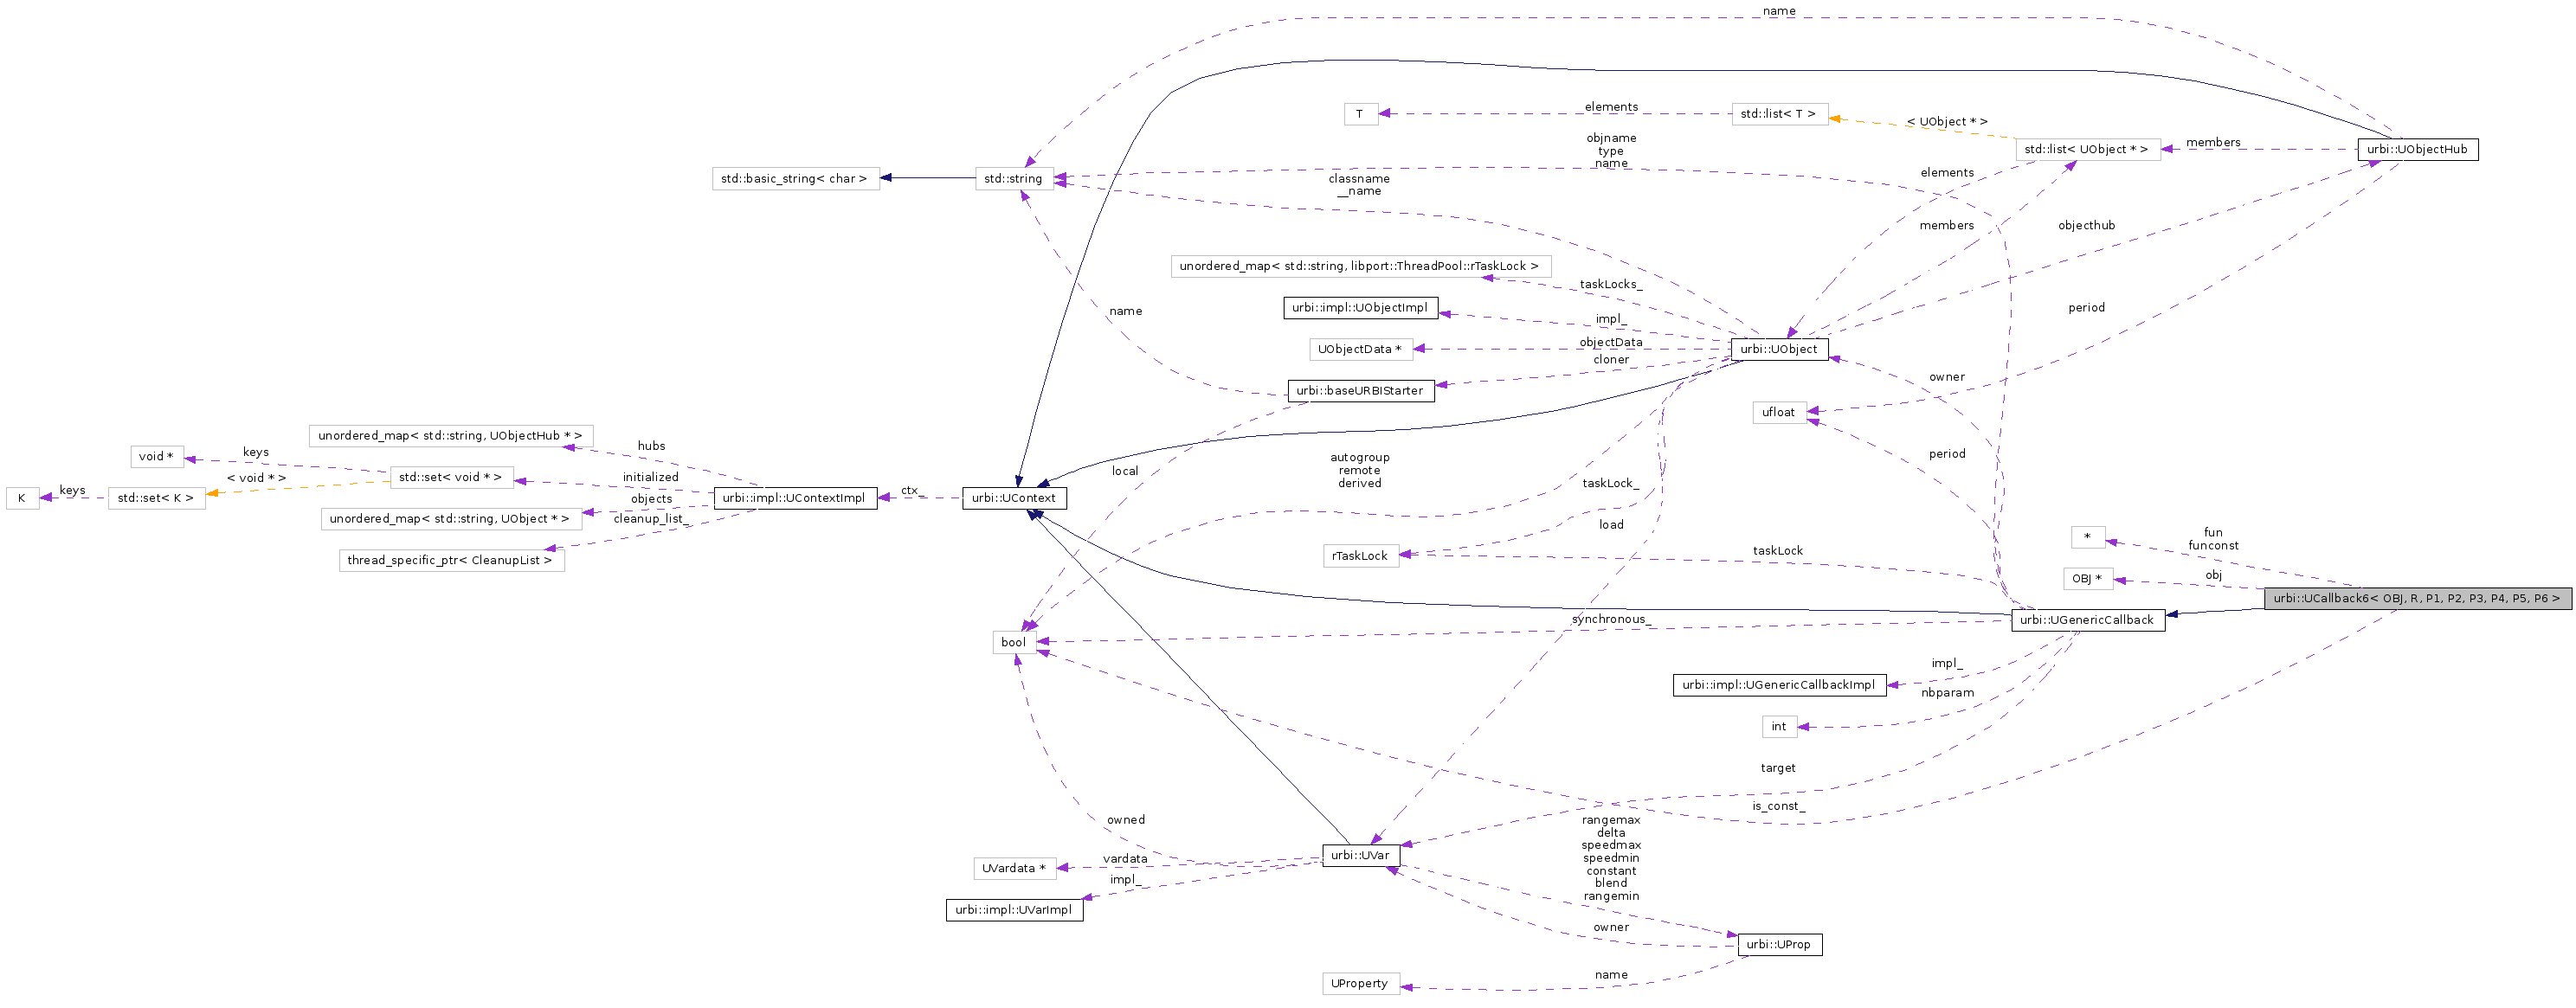 name
elements
T
std::list< T >
< UObject * >
objname
type
name
std::list< UObject * >
members
urbi::UObjectHub
std::basic_string< char >
std::string
classname
__name
elements
members
objecthub
unordered_map< std::string, libport::ThreadPool::rTaskLock >
taskLocks_
urbi::impl::UObjectImpl
impl_
name
period
UObjectData *
objectData
urbi::UObject
cloner
urbi::baseURBIStarter
owner
ufloat
unordered_map< std::string, UObjectHub * >
hubs
void *
keys
local
autogroup
remote
derived
period
std::set< void * >
initialized
< void * >
taskLock_
K
keys
std::set< K >
urbi::impl::UContextImpl
ctx_
urbi::UContext
objects
unordered_map< std::string, UObject * >
cleanup_list_
load
thread_specific_ptr< CleanupList >
rTaskLock
taskLock
*
fun
funconst
OBJ *
obj
urbi::UCallback6< OBJ, R, P1, P2, P3, P4, P5, P6 >
synchronous_
urbi::UGenericCallback
bool
impl_
urbi::impl::UGenericCallbackImpl
nbparam
int
target
is_const_
owned
rangemax
delta
speedmax
speedmin
constant
blend
rangemin
urbi::UVar
UVardata *
vardata
impl_
urbi::impl::UVarImpl
owner
urbi::UProp
name
UProperty